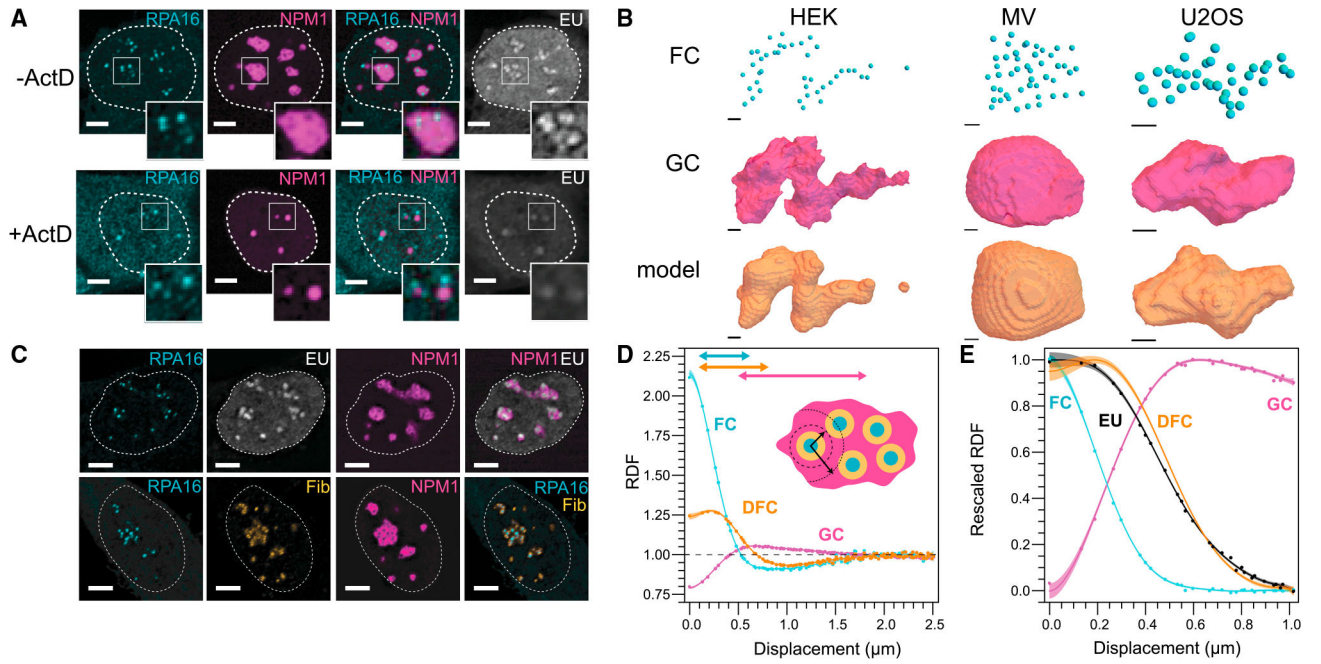 A
RPA16
NPM1
RPA16 NPM1
EU
-ActD
RPA16
NPM1
RPA16 NPM1
EU
+ActD
B
HEK
MV
U2OS
FC
GC
model
C
RPA16
EU
NPM1
NPM1 EU
RPA16
Fib
NPM1
RPA16
Fib
D
2.25
2.00
1.75
1.50
1.25
1.00
0.75
RDF
FC
DFC
GC
0.0
0.5
1.0
1.5
2.0
2.5
Displacement (μm)
E
1.0
0.8
0.6
0.4
0.2
0.0
Rescaled RDF
FC
EU
DFC
GC
0.0
0.2
0.4
0.6
0.8
1.0
Displacement (μm)